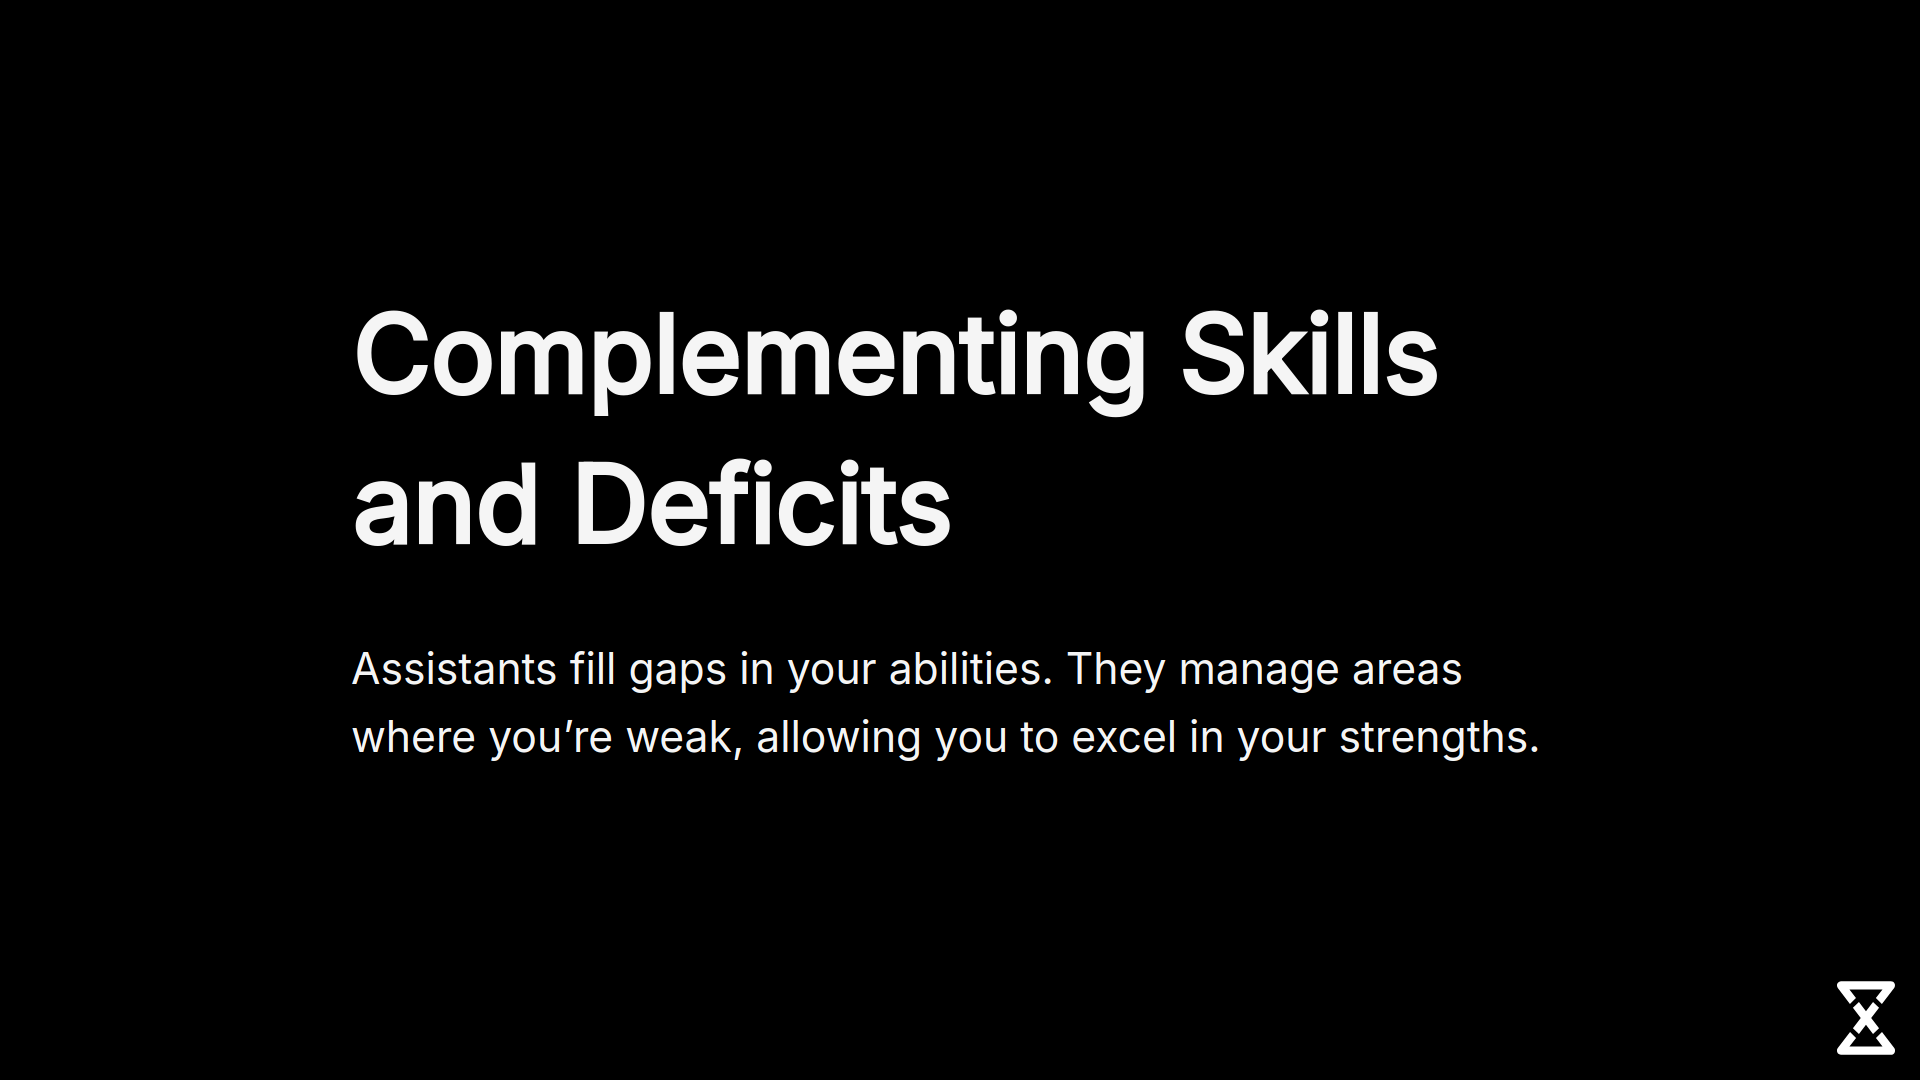 Complementing Skills
and Deficits
Assistants fill gaps in your abilities. They manage areas
where you’re weak, allowing you to excel in your strengths.